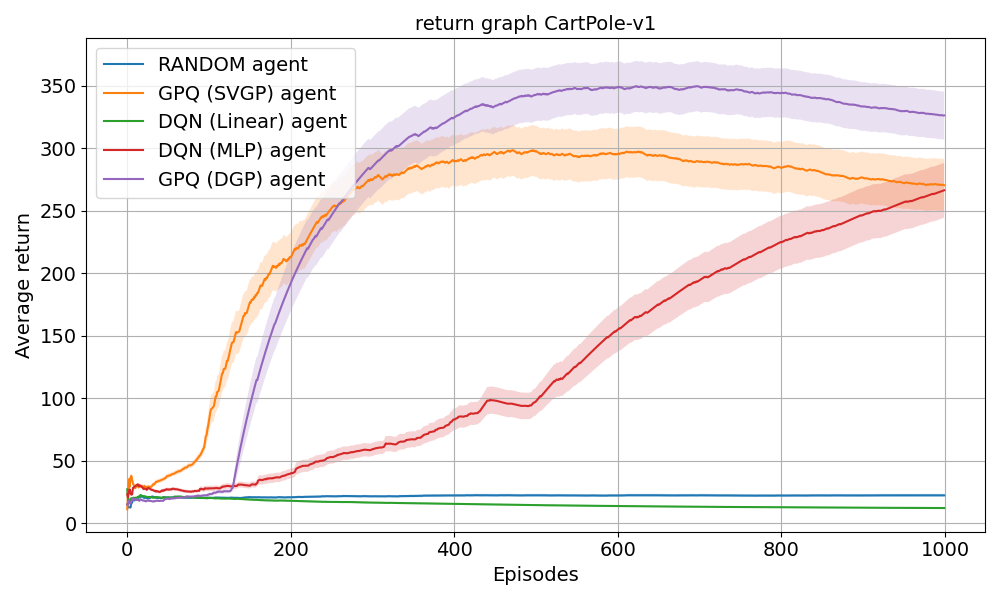 return graph CartPole-v1
RANDOM agent
GPQ (SVGP) agent
DQN (Linear) agent
DQN (MLP) agent
GPQ (DGP) agent
Average return
350
300
250
200
150
100
50
0
0 200 400 600 800 1000
Episodes